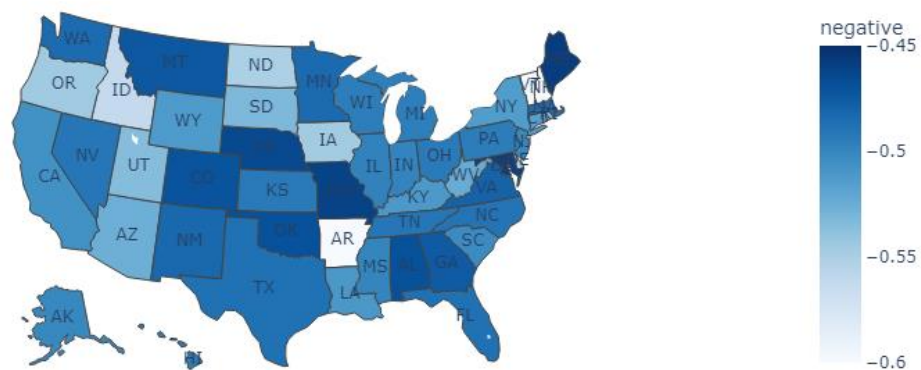 negative
−0.45
WA
MT
ND
MN
OR
ID
SD
WI
MI
NY
WY
IA
PA
−0.5
NV
UT
CO
KS
IL
IN
OH
WV
VA
CA
KY
AZ
NM
OK
AR
TN
NC
SC
MS
AL
GA
−0.55
TX
LA
FL
AK
HI
−0.6